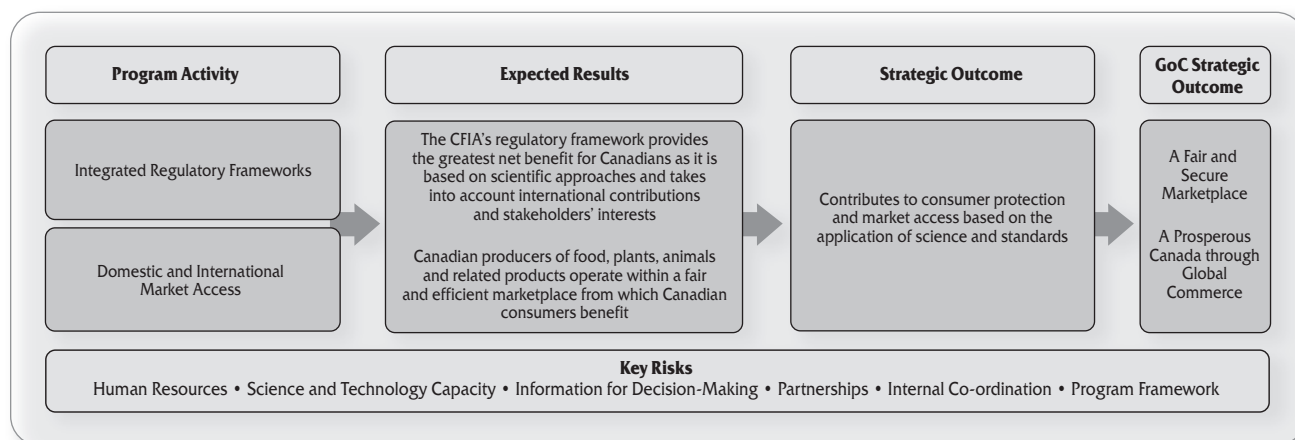 Program Activity
Expected Results
Strategic Outcome
GoC Strategic
Outcome
Integrated Regulatory Frameworks
Domestic and International
Market Access
The CFIA's regulatory framework provides
the greatest net benefit for Canadians as it is
based on scientific approaches and takes
into account international contributions
and stakeholders' interests
Canadian producers of food, plants, animals
and related products operate within a fair
and efficient marketplace from which Canadian
consumers benefit
Contributes to consumer protection
and market access based on the
application of science and standards
A Fair and
Secure
Marketplace
A Prosperous
Canada through
Global
Commerce
Key Risks
Human Resources • Science and Technology Capacity • Information for Decision-Making • Partnerships • Internal Co-ordination • Program Framework